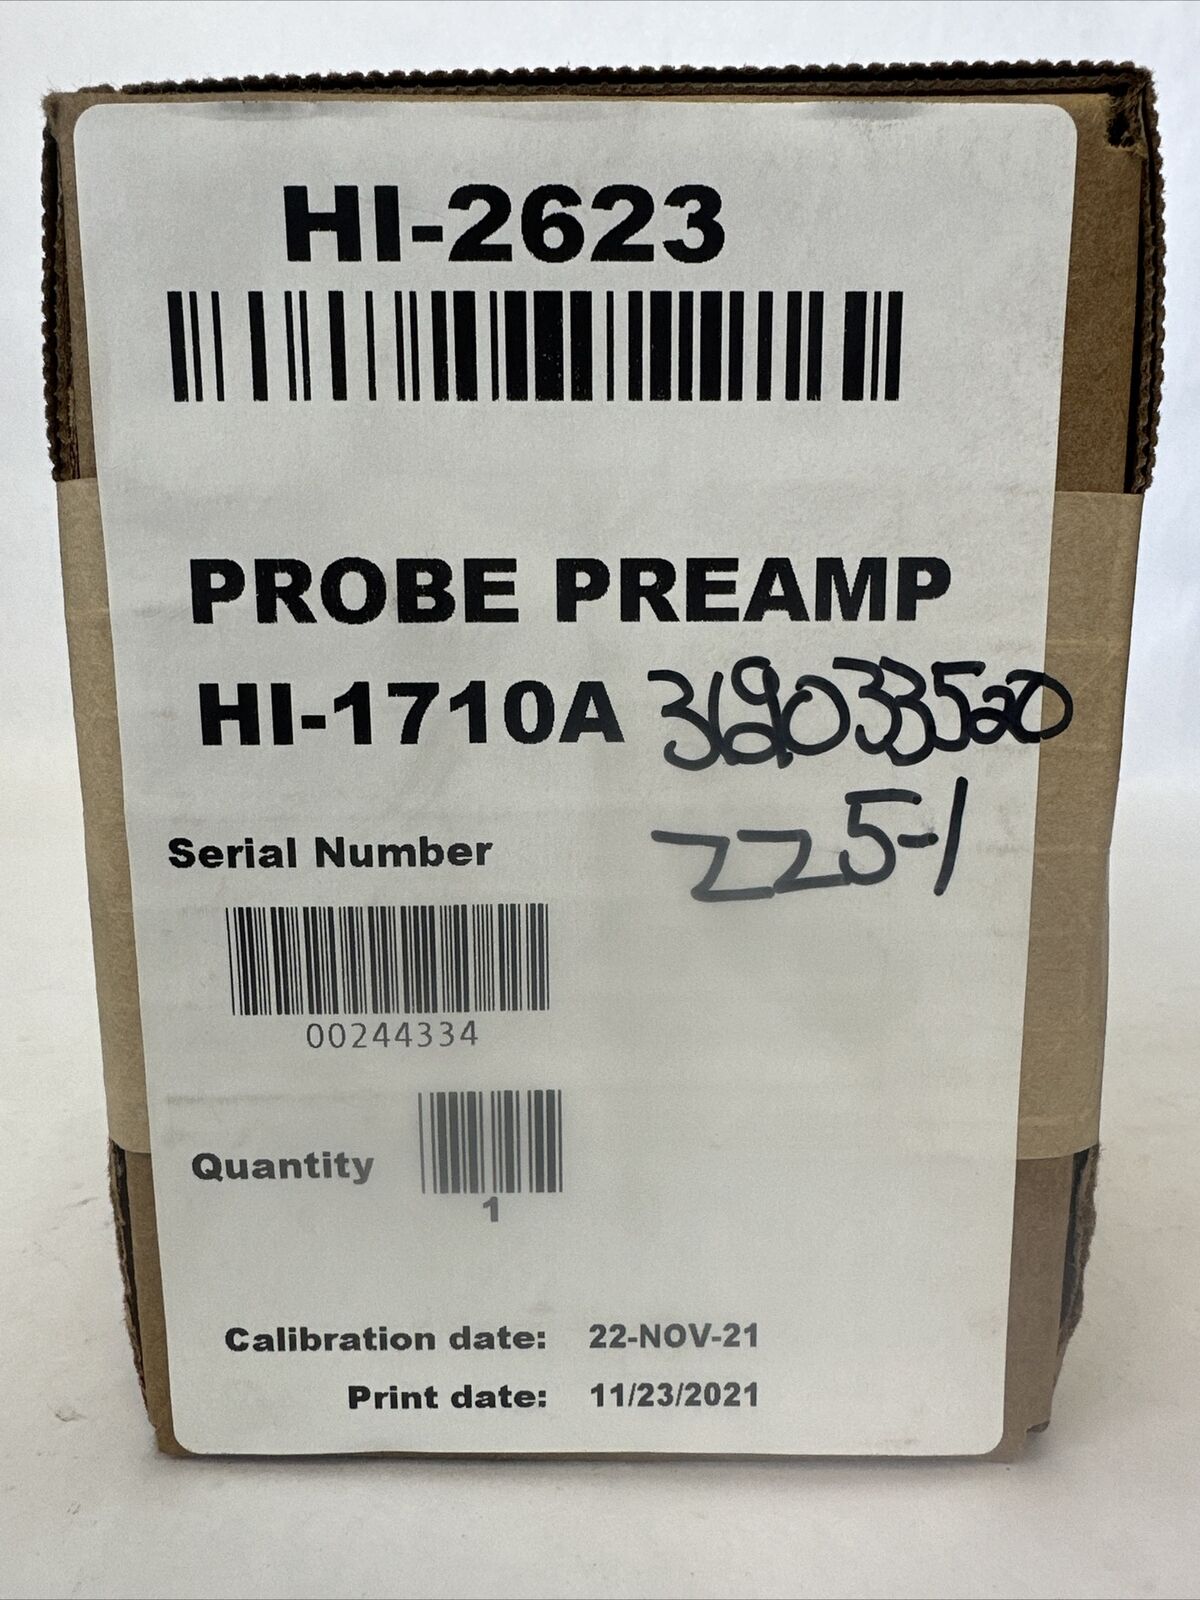 HI-2623
PROBE PREAMP
HI-1710A 369033520
225-1
Serial Number
00244334
Quantity
1
Calibration date: 22-NOV-21
Print date: 11/23/2021